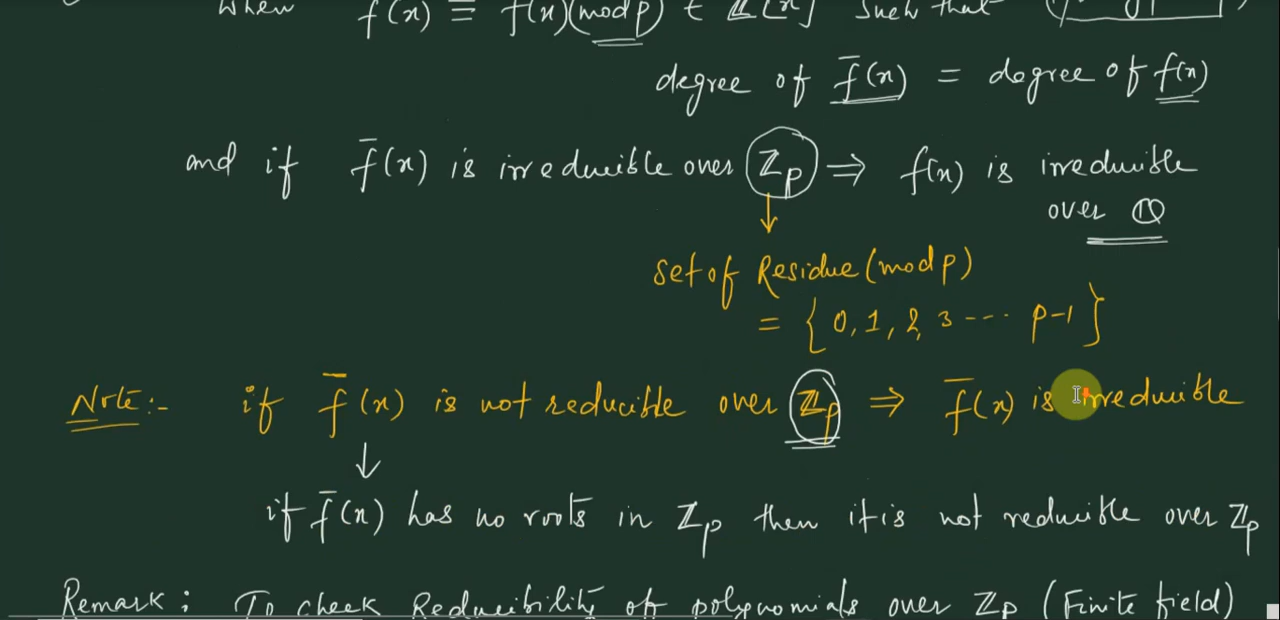 when f̄(x) ≡ f(x)(mod p) ∈ ℤ[x] such that
degree of f̄(x) = degree of f(x)
and if f̄(x) is irreducible over ℤp ⇒ f(x) is irreducible
over ℚ
↓
set of Residue (mod p)
= { 0, 1, 2, 3 --- p-1 }
Note:- if f̄(x) is not reducible over ℤp ⇒ f̄(x) is irreducible
↓
if f̄(x) has no roots in ℤp then it is not reducible over ℤp
Remark: To check Reducibility of polynomials over ℤp (Finite field)